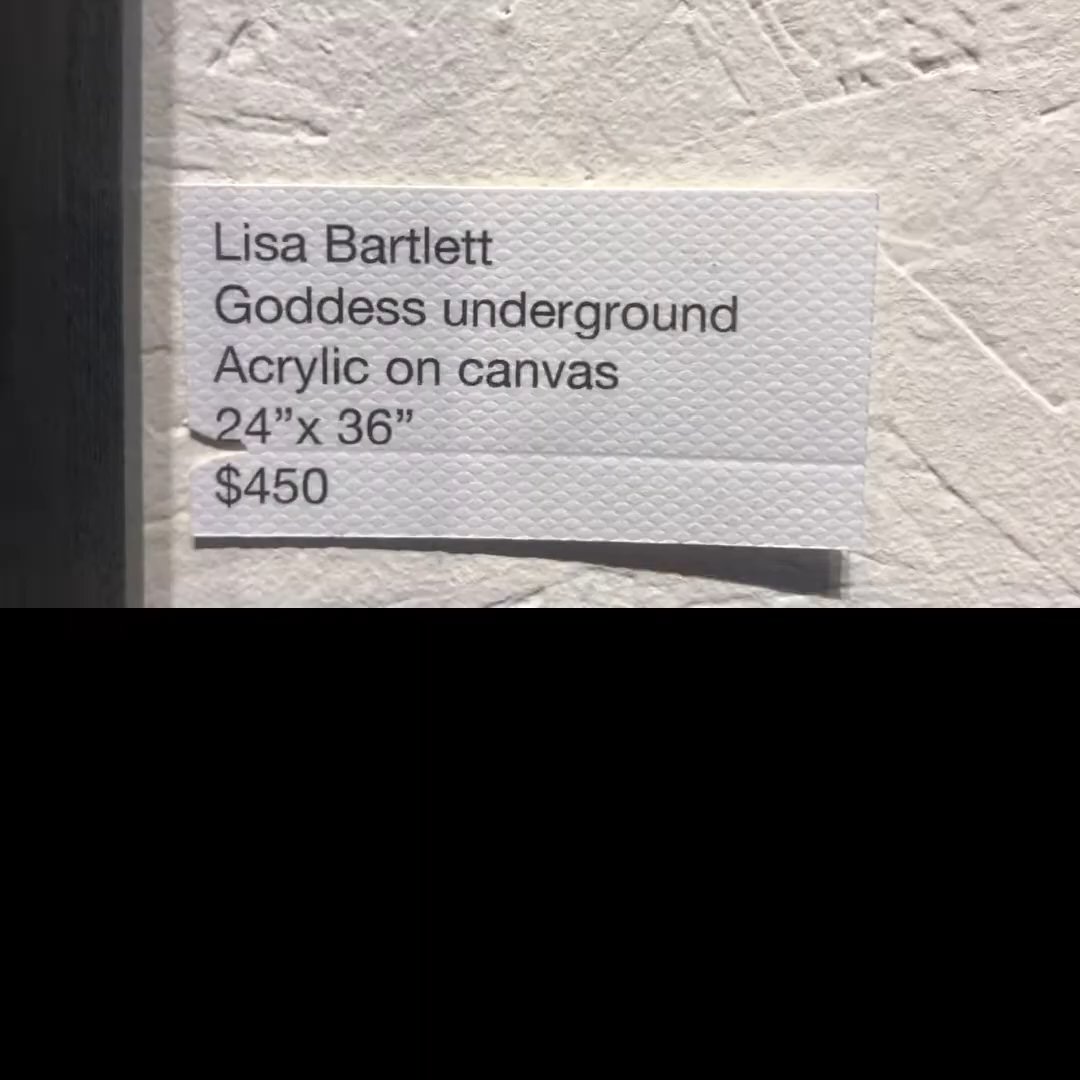 Lisa Bartlett
Goddess underground
Acrylic on canvas
24”x 36”
$450